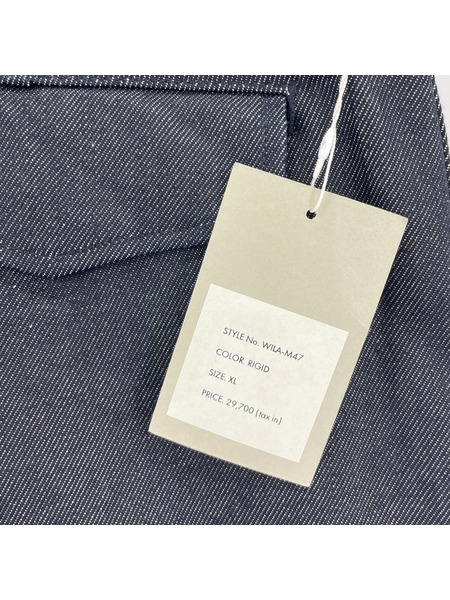 STYLE No. WILA-M47
COLOR. RIGID
SIZE. XL
PRICE. 29,700 (tax in)